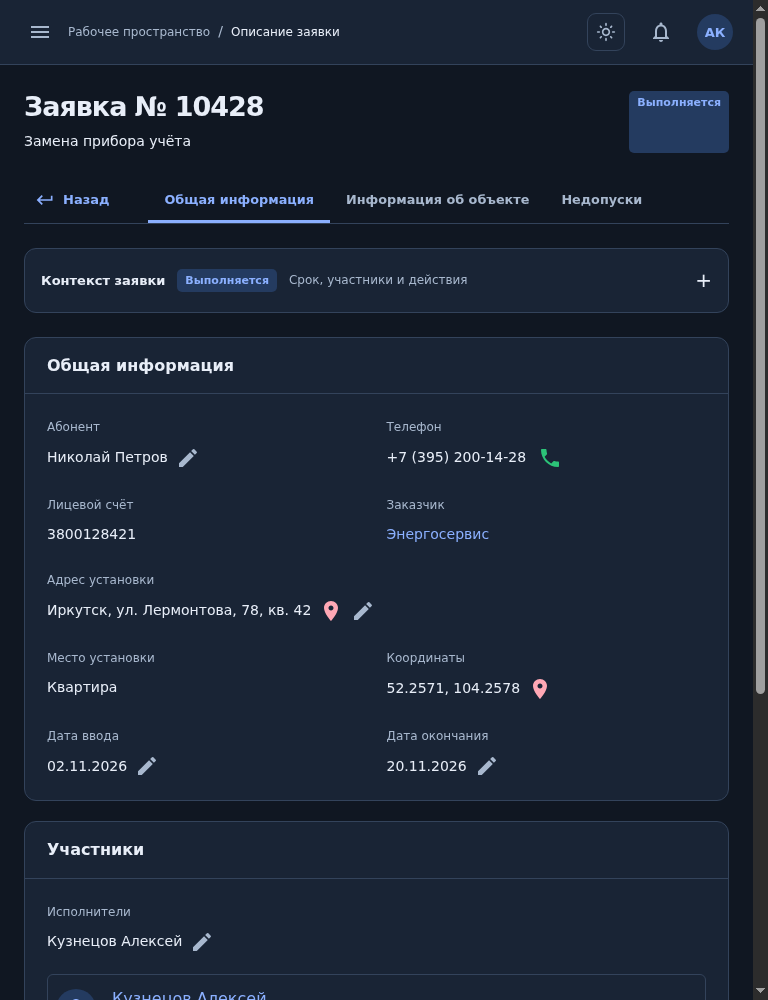 Рабочее пространство / Описание заявки
АК
Заявка № 10428
Выполняется
Замена прибора учёта
Назад
Общая информация
Информация об объекте
Недопуски
Контекст заявки
Выполняется
Срок, участники и действия
+
Общая информация
Абонент
Телефон
Николай Петров
+7 (395) 200-14-28
Лицевой счёт
Заказчик
3800128421
Энергосервис
Адрес установки
Иркутск, ул. Лермонтова, 78, кв. 42
Место установки
Координаты
Квартира
52.2571, 104.2578
Дата ввода
Дата окончания
02.11.2026
20.11.2026
Участники
Исполнители
Кузнецов Алексей
Кузнецов Алексей